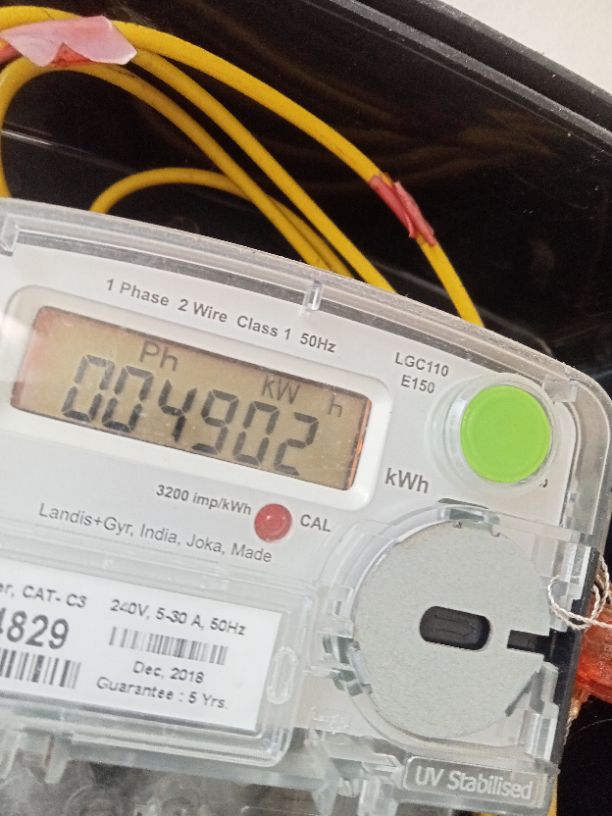 1 Phase 2 Wire Class 1 50Hz
LGC110
E150
Ph
kW h
004902
kWh
3200 imp/kWh
CAL
Landis+Gyr, India, Joka, Made
CAT- C3
4829
240V, 5-30 A, 50Hz
Dec, 2018
Guarantee : 5 Yrs.
UV Stabilised